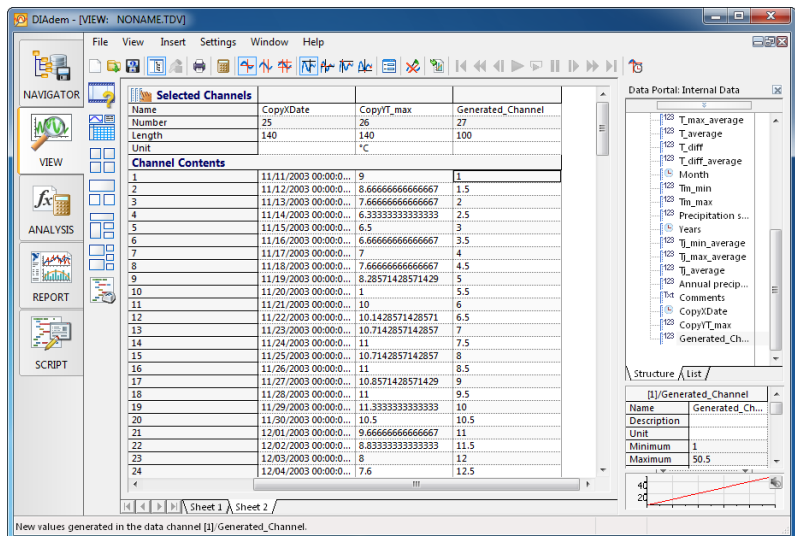 DIAdem - [VIEW: NONAME.TDV]
File View Insert Settings Window Help
NAVIGATOR
VIEW
ANALYSIS
REPORT
SCRIPT
Selected Channels
Name CopyXDate CopyYT_max Generated_Channel
Number 25 26 27
Length 140 140 100
Unit °C
Channel Contents
1 11/11/2003 00:00:0... 9 1
2 11/12/2003 00:00:0... 8.66666666666667 1.5
3 11/13/2003 00:00:0... 7.66666666666667 2
4 11/14/2003 00:00:0... 6.33333333333333 2.5
5 11/15/2003 00:00:0... 6.5 3
6 11/16/2003 00:00:0... 6.66666666666667 3.5
7 11/17/2003 00:00:0... 7 4
8 11/18/2003 00:00:0... 7.66666666666667 4.5
9 11/19/2003 00:00:0... 8.28571428571429 5
10 11/20/2003 00:00:0... 1 5.5
11 11/21/2003 00:00:0... 10 6
12 11/22/2003 00:00:0... 10.1428571428571 6.5
13 11/23/2003 00:00:0... 10.7142857142857 7
14 11/24/2003 00:00:0... 11 7.5
15 11/25/2003 00:00:0... 10.7142857142857 8
16 11/26/2003 00:00:0... 11 8.5
17 11/27/2003 00:00:0... 10.8571428571429 9
18 11/28/2003 00:00:0... 11 9.5
19 11/29/2003 00:00:0... 11.3333333333333 10
20 11/30/2003 00:00:0... 10.5 10.5
21 12/01/2003 00:00:0... 9.66666666666667 11
22 12/02/2003 00:00:0... 8.83333333333333 11.5
23 12/03/2003 00:00:0... 8 12
24 12/04/2003 00:00:0... 7.6 12.5
Sheet 1 Sheet 2
Data Portal: Internal Data
123 T_max_average
123 T_average
123 T_diff
123 T_diff_average
Month
123 Tm_min
123 Tm_max
123 Precipitation s...
Years
123 Tj_min_average
123 Tj_max_average
123 Tj_average
123 Annual precip...
Txt Comments
CopyXDate
123 CopyYT_max
123 Generated_Ch...
Structure List
[1]/Generated_Channel
Name Generated_Ch...
Description
Unit
Minimum 1
Maximum 50.5
40
20
New values generated in the data channel [1]/Generated_Channel.